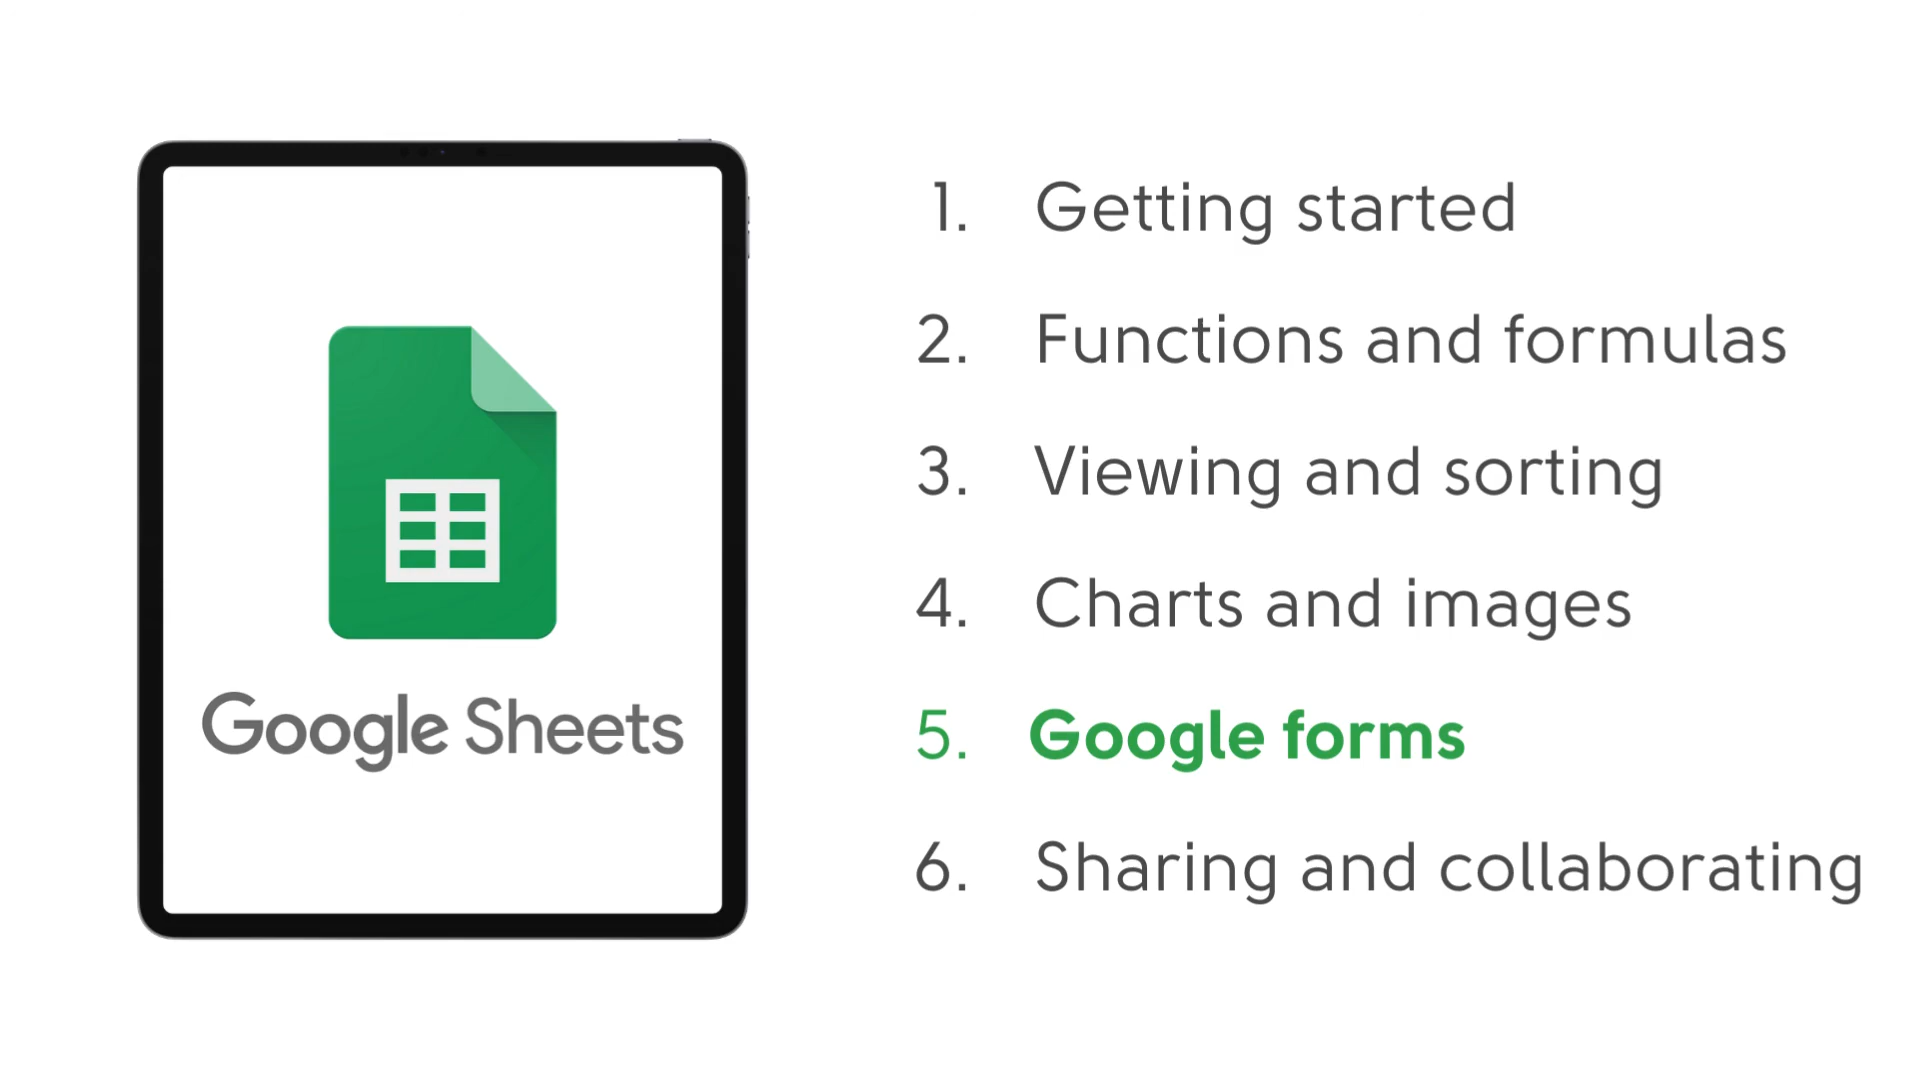 Google Sheets
1. Getting started
2. Functions and formulas
3. Viewing and sorting
4. Charts and images
5. Google forms
6. Sharing and collaborating